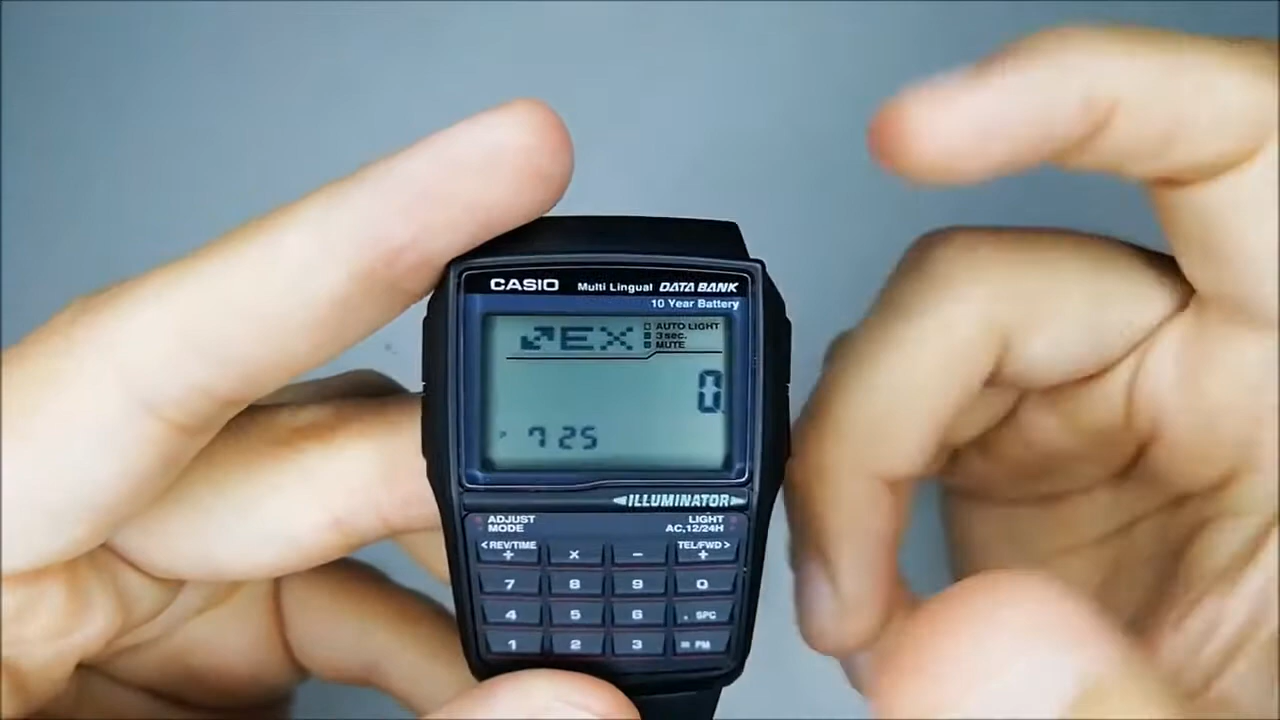 CASIO Multi Lingual DATA BANK
10 Year Battery
EX AUTO LIGHT
3sec.
MUTE
0.
P 7 25
ILLUMINATOR
ADJUST LIGHT
MODE AC,12/24H
<REV/TIME TEL/FWD>
÷ × − +
7 8 9 0
4 5 6 . SPC
1 2 3 = PM